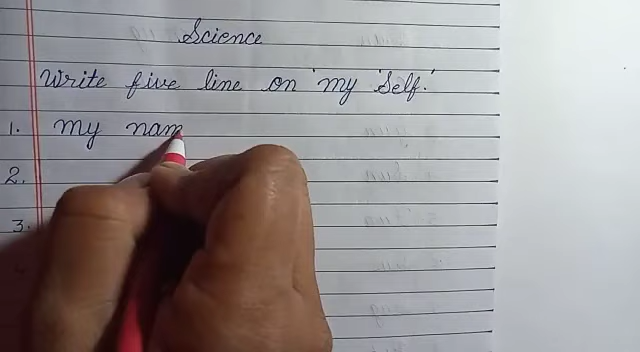 Science
Write five line on 'my self.'
1. my nam
2.
3.